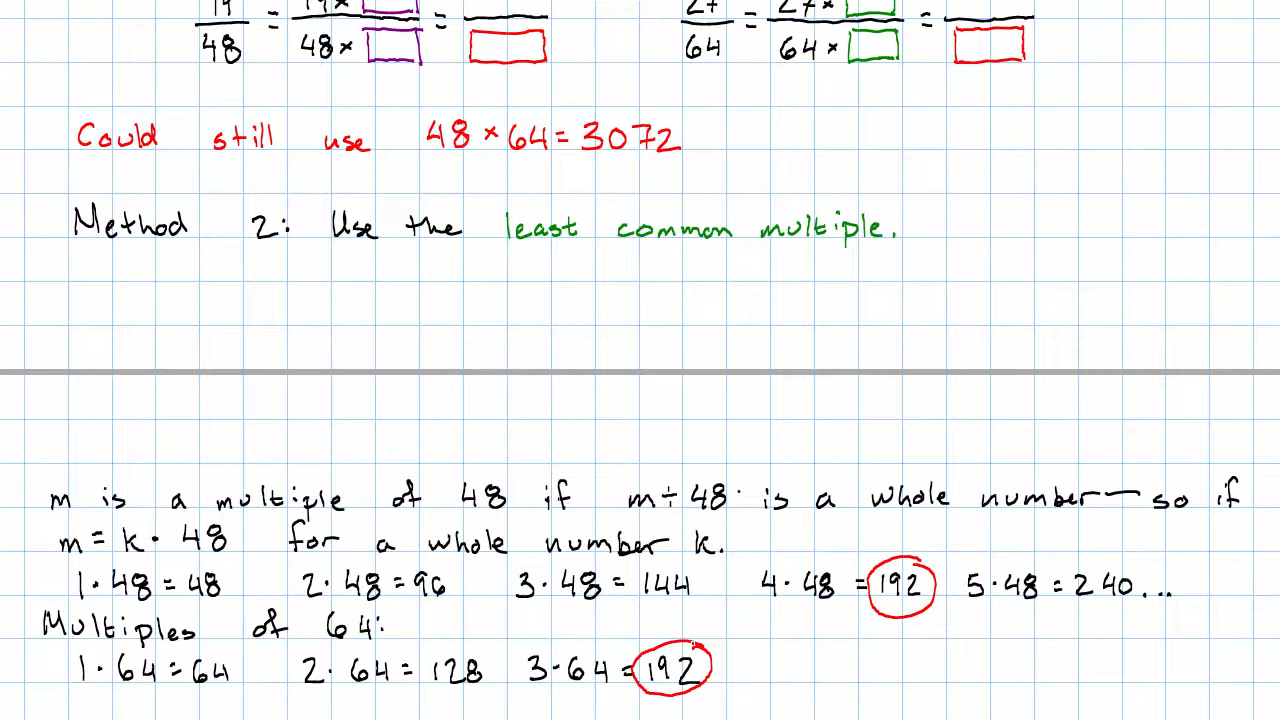 48 = 48× = 64 = 64× =
Could still use 48 × 64 = 3072
Method 2: Use the least common multiple.
m is a multiple of 48 if m ÷ 48 is a whole number — so if
m = k · 48 for a whole number k.
1 · 48 = 48 2 · 48 = 96 3 · 48 = 144 4 · 48 = 192 5 · 48 = 240...
Multiples of 64:
1 · 64 = 64 2 · 64 = 128 3 · 64 = 192